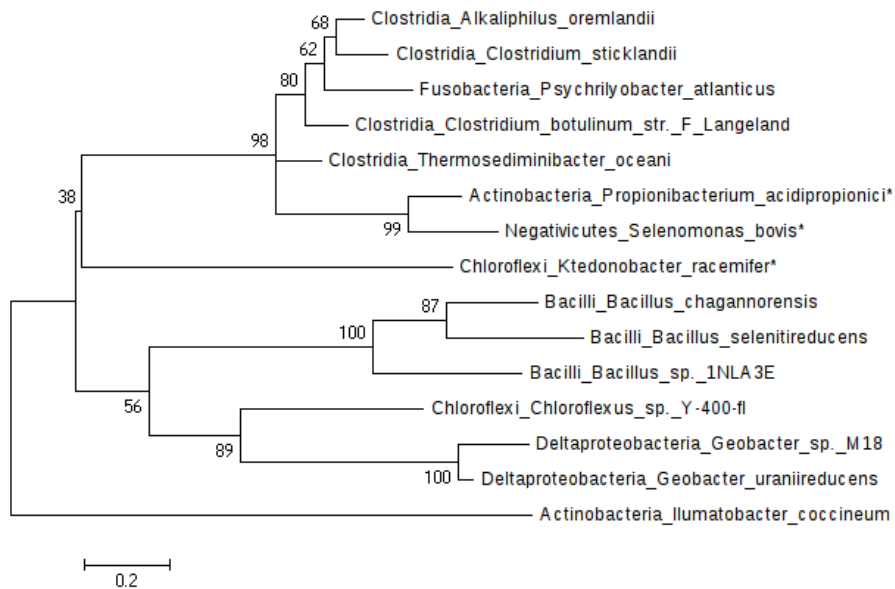 68
Clostridia_Alkaliphilus_oremlandii
62
Clostridia_Clostridium_sticklandii
80
Fusobacteria_Psychrilyobacter_atlanticus
Clostridia_Clostridium_botulinum_str._F_Langeland
98
Clostridia_Thermosediminibacter_oceani
38
Actinobacteria_Propionibacterium_acidipropionici*
99
Negativicutes_Selenomonas_bovis*
Chloroflexi_Ktedonobacter_racemifer*
87
Bacilli_Bacillus_chagannorensis
100
Bacilli_Bacillus_selenitireducens
Bacilli_Bacillus_sp._1NLA3E
56
Chloroflexi_Chloroflexus_sp._Y-400-fl
89
Deltaproteobacteria_Geobacter_sp._M18
100
Deltaproteobacteria_Geobacter_uraniireducens
Actinobacteria_Ilumatobacter_coccineum
0.2